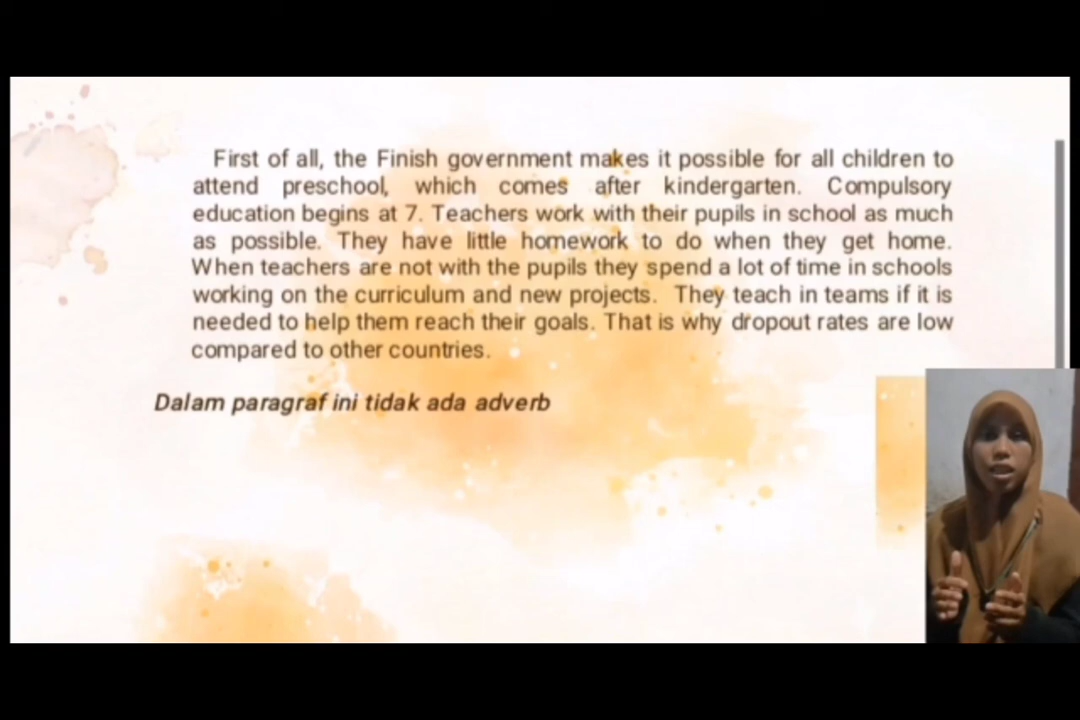 First of all, the Finish government makes it possible for all children to
attend preschool, which comes after kindergarten. Compulsory
education begins at 7. Teachers work with their pupils in school as much
as possible. They have little homework to do when they get home.
When teachers are not with the pupils they spend a lot of time in schools
working on the curriculum and new projects. They teach in teams if it is
needed to help them reach their goals. That is why dropout rates are low
compared to other countries.
Dalam paragraf ini tidak ada adverb